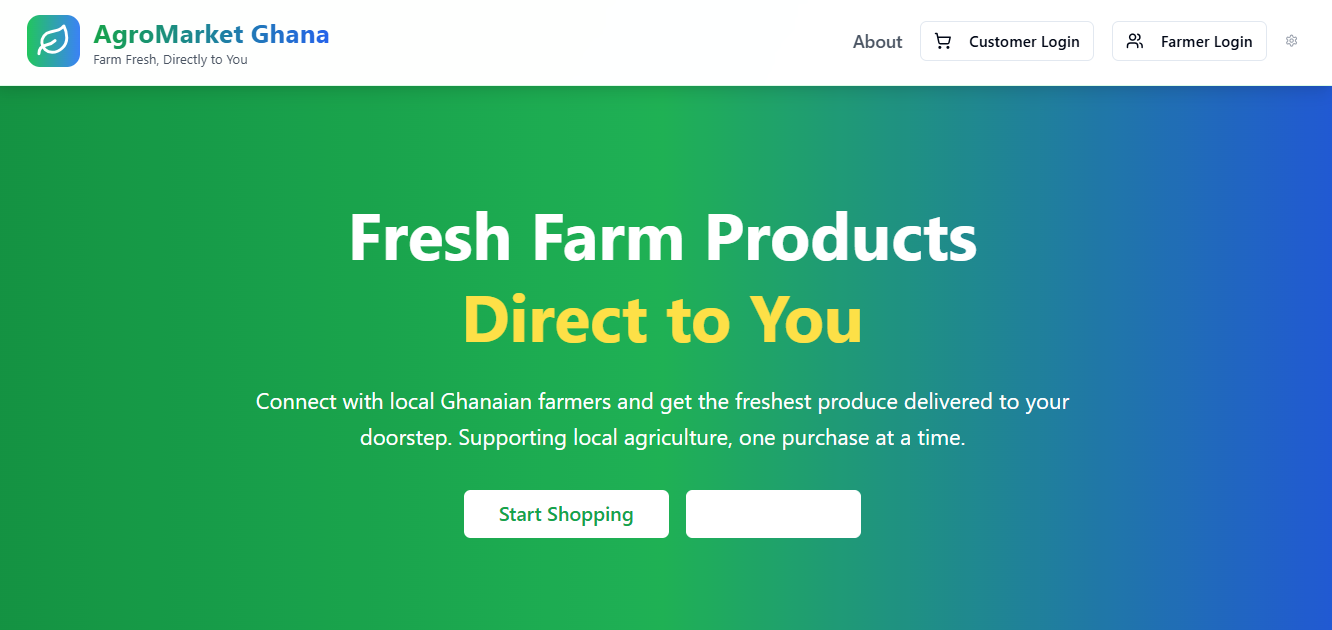 AgroMarket Ghana
Farm Fresh, Directly to You
About
Customer Login
Farmer Login
Fresh Farm Products
Direct to You
Connect with local Ghanaian farmers and get the freshest produce delivered to your
doorstep. Supporting local agriculture, one purchase at a time.
Start Shopping